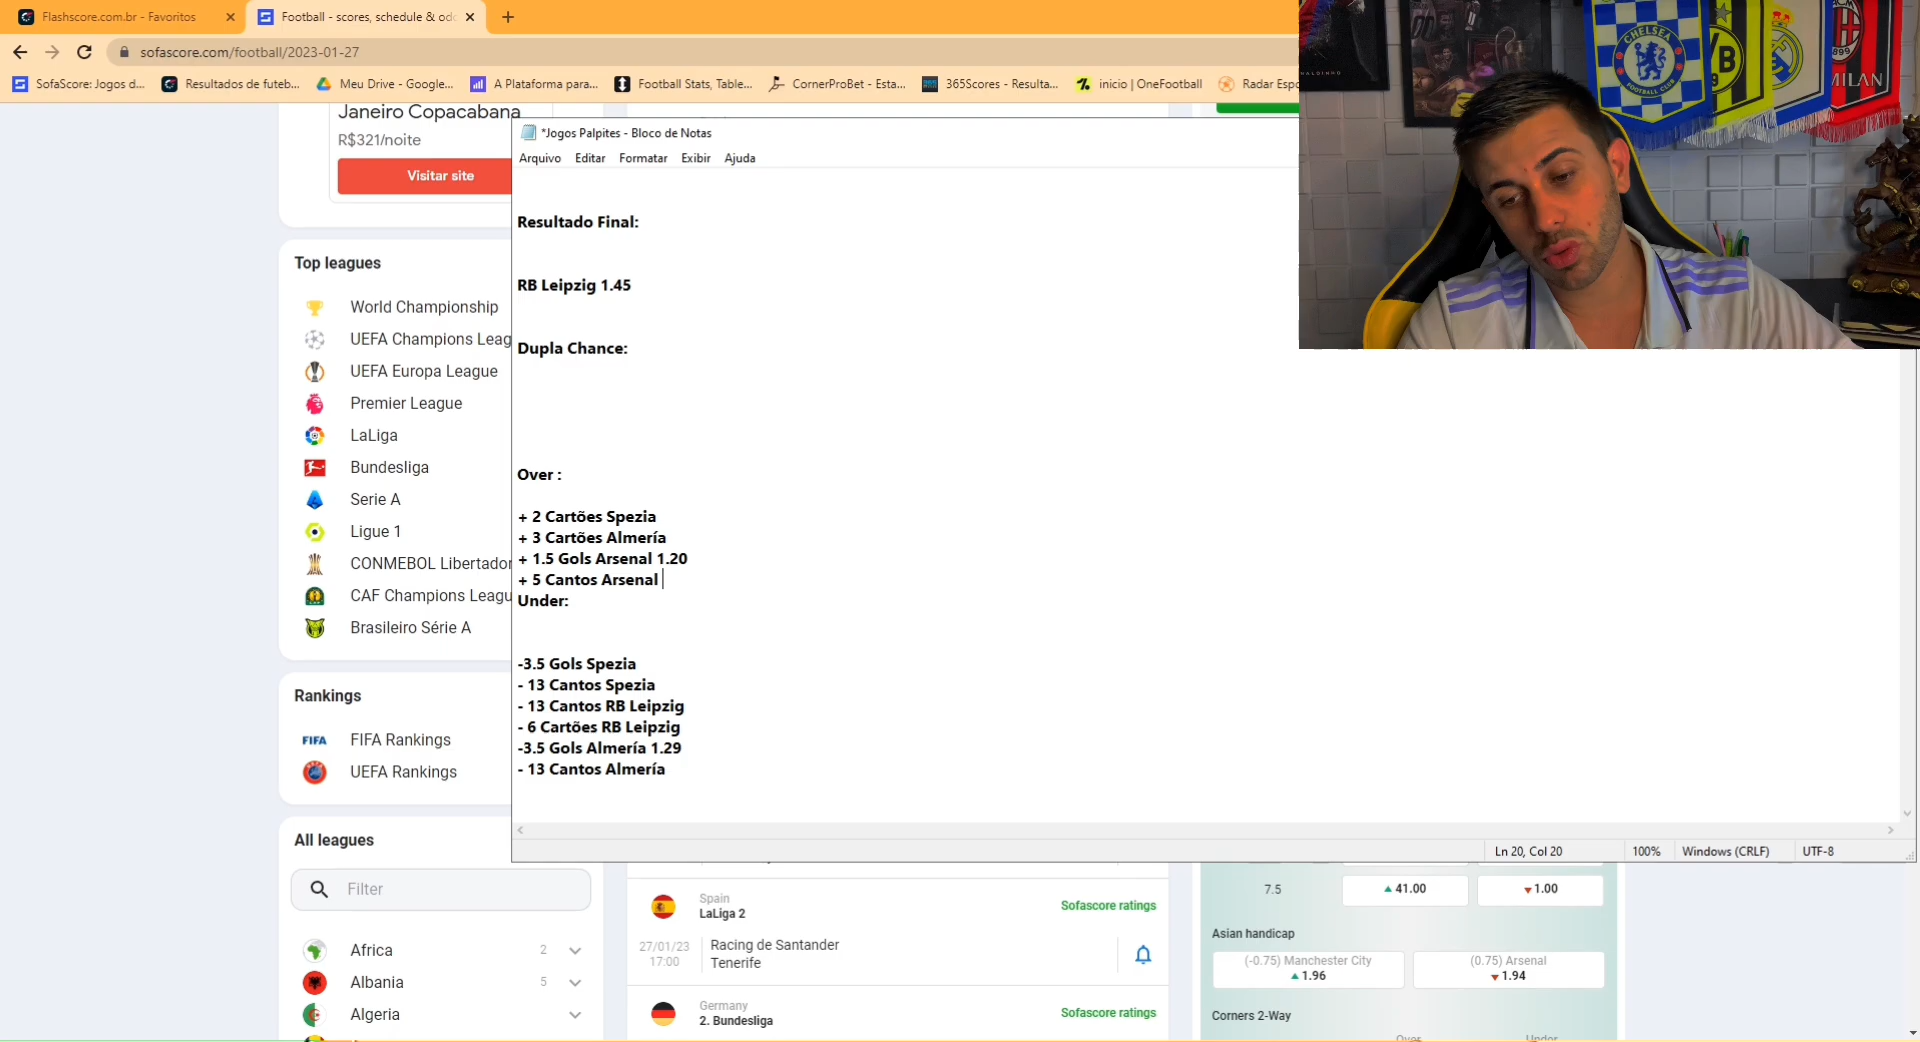 Flashscore.com.br - Favoritos
Football - scores, schedule & od
sofascore.com/football/2023-01-27
SofaScore: Jogos d...
Resultados de futeb...
Meu Drive - Google...
A Plataforma para...
Football Stats, Table...
CornerProBet - Esta...
365Scores - Resulta...
inicio | OneFootball
Radar Espo
CHELSEA
FOOTBALL CLUB
1899
MILAN
Janeiro Copacabana
R$321/noite
Visitar site
Top leagues
World Championship
UEFA Champions Leag
UEFA Europa League
Premier League
LaLiga
Bundesliga
Serie A
Ligue 1
CONMEBOL Libertador
CAF Champions Leagu
Brasileiro Série A
Rankings
FIFA
FIFA Rankings
UEFA Rankings
All leagues
Filter
Africa 2
Albania 5
Algeria
*Jogos Palpites - Bloco de Notas
Arquivo Editar Formatar Exibir Ajuda
Resultado Final:
RB Leipzig 1.45
Dupla Chance:
Over :
+ 2 Cartões Spezia
+ 3 Cartões Almería
+ 1.5 Gols Arsenal 1.20
+ 5 Cantos Arsenal
Under:
-3.5 Gols Spezia
- 13 Cantos Spezia
- 13 Cantos RB Leipzig
- 6 Cartões RB Leipzig
-3.5 Gols Almería 1.29
- 13 Cantos Almería
Ln 20, Col 20 100% Windows (CRLF) UTF-8
Spain
LaLiga 2
Sofascore ratings
27/01/23
17:00
Racing de Santander
Tenerife
Germany
2. Bundesliga
Sofascore ratings
7.5 41.00 1.00
Asian handicap
(-0.75) Manchester City
1.96
(0.75) Arsenal
1.94
Corners 2-Way
Over Under